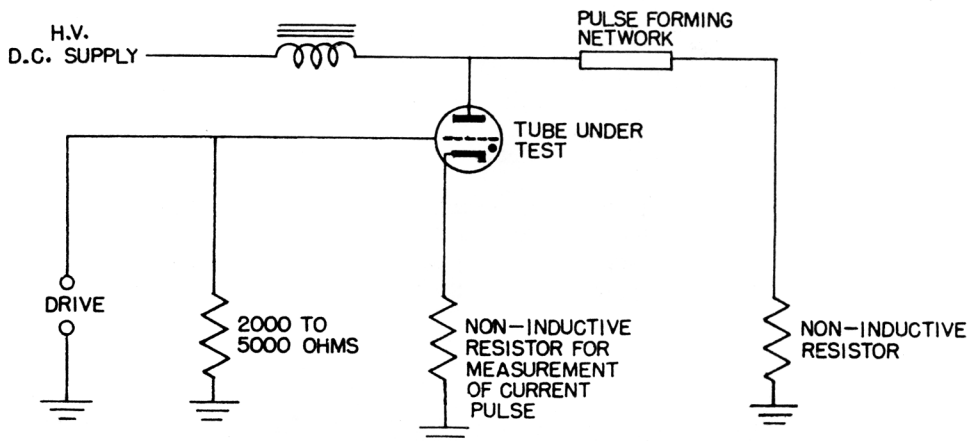 H.V.
D.C. SUPPLY
PULSE FORMING
NETWORK
TUBE UNDER
TEST
DRIVE
2000 TO
5000 OHMS
NON-INDUCTIVE
RESISTOR FOR
MEASUREMENT
OF CURRENT
PULSE
NON-INDUCTIVE
RESISTOR